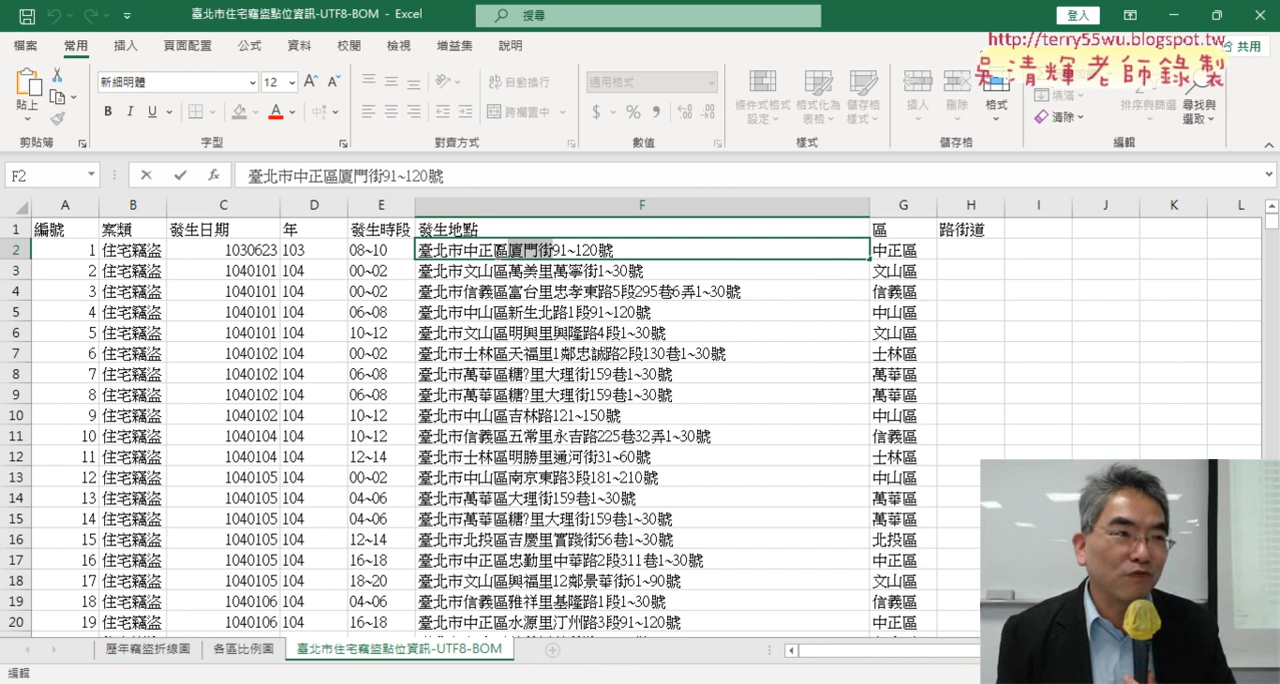 臺北市住宅竊盜點位資訊-UTF8-BOM - Excel
搜尋
登入
檔案 常用 插入 頁面配置 公式 資料 校閱 檢視 增益集 說明
共用
http://terry55wu.blogspot.tw
吳清輝老師錄製
貼上
新細明體 12
B I U
自動換行
跨欄置中
通用格式
條件式格式設定 格式化為表格 儲存格樣式
插入 刪除 格式
填滿
清除
排序與篩選 尋找與選取
剪貼簿 字型 對齊方式 數值 樣式 儲存格 編輯
F2 臺北市中正區廈門街91~120號
A B C D E F G H I J K L
1 編號 案類 發生日期 年 發生時段 發生地點 區 路街道
2 1 住宅竊盜 1030623 103 08~10 臺北市中正區廈門街91~120號 中正區
3 2 住宅竊盜 1040101 104 00~02 臺北市文山區萬美里萬寧街1~30號 文山區
4 3 住宅竊盜 1040101 104 00~02 臺北市信義區富台里忠孝東路5段295巷6弄1~30號 信義區
5 4 住宅竊盜 1040101 104 06~08 臺北市中山區新生北路1段91~120號 中山區
6 5 住宅竊盜 1040101 104 10~12 臺北市文山區明興里興隆路4段1~30號 文山區
7 6 住宅竊盜 1040102 104 00~02 臺北市士林區天福里1鄰忠誠路2段130巷1~30號 士林區
8 7 住宅竊盜 1040102 104 06~08 臺北市萬華區糖?里大理街159巷1~30號 萬華區
9 8 住宅竊盜 1040102 104 06~08 臺北市萬華區糖?里大理街159巷1~30號 萬華區
10 9 住宅竊盜 1040102 104 10~12 臺北市中山區吉林路121~150號 中山區
11 10 住宅竊盜 1040104 104 10~12 臺北市信義區五常里永吉路225巷32弄1~30號 信義區
12 11 住宅竊盜 1040104 104 12~14 臺北市士林區明勝里通河街31~60號 士林區
13 12 住宅竊盜 1040105 104 00~02 臺北市中山區南京東路3段181~210號 中山區
14 13 住宅竊盜 1040105 104 04~06 臺北市萬華區大理街159巷1~30號 萬華區
15 14 住宅竊盜 1040105 104 04~06 臺北市萬華區糖?里大理街159巷1~30號 萬華區
16 15 住宅竊盜 1040105 104 12~14 臺北市北投區吉慶里實踐街56巷1~30號 北投區
17 16 住宅竊盜 1040105 104 16~18 臺北市中正區忠勤里中華路2段311巷1~30號 中正區
18 17 住宅竊盜 1040105 104 18~20 臺北市文山區興福里12鄰景華街61~90號 文山區
19 18 住宅竊盜 1040106 104 04~06 臺北市信義區雅祥里基隆路1段1~30號 信義區
20 19 住宅竊盜 1040106 104 16~18 臺北市中正區水源里汀州路3段91~120號 中正區
歷年竊盜折線圖 各區比例圖 臺北市住宅竊盜點位資訊-UTF8-BOM
編輯